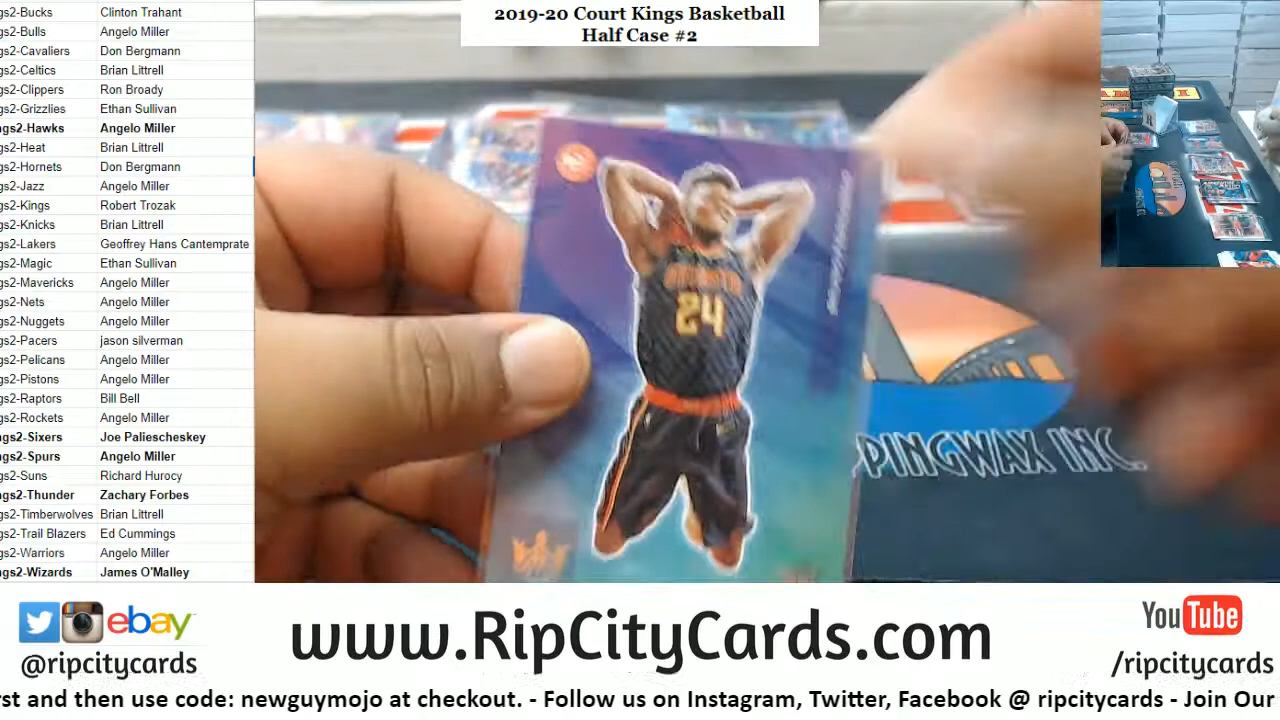 2019-20 Court Kings Basketball
Half Case #2
gs2-Bucks Clinton Trahant
gs2-Bulls Angelo Miller
gs2-Cavaliers Don Bergmann
gs2-Celtics Brian Littrell
gs2-Clippers Ron Broady
gs2-Grizzlies Ethan Sullivan
ngs2-Hawks Angelo Miller
gs2-Heat Brian Littrell
gs2-Hornets Don Bergmann
gs2-Jazz Angelo Miller
gs2-Kings Robert Trozak
gs2-Knicks Brian Littrell
gs2-Lakers Geoffrey Hans Cantemprate
gs2-Magic Ethan Sullivan
gs2-Mavericks Angelo Miller
gs2-Nets Angelo Miller
gs2-Nuggets Angelo Miller
gs2-Pacers jason silverman
gs2-Pelicans Angelo Miller
gs2-Pistons Angelo Miller
gs2-Raptors Bill Bell
gs2-Rockets Angelo Miller
ngs2-Sixers Joe Paliescheskey
ngs2-Spurs Angelo Miller
gs2-Suns Richard Hurocy
ngs2-Thunder Zachary Forbes
gs2-Timberwolves Brian Littrell
gs2-Trail Blazers Ed Cummings
gs2-Warriors Angelo Miller
ngs2-Wizards James O'Malley
24
PINGWAX INC.
ebay
@ripcitycards
www.RipCityCards.com
YouTube
/ripcitycards
rst and then use code: newguymojo at checkout. - Follow us on Instagram, Twitter, Facebook @ ripcitycards - Join Our